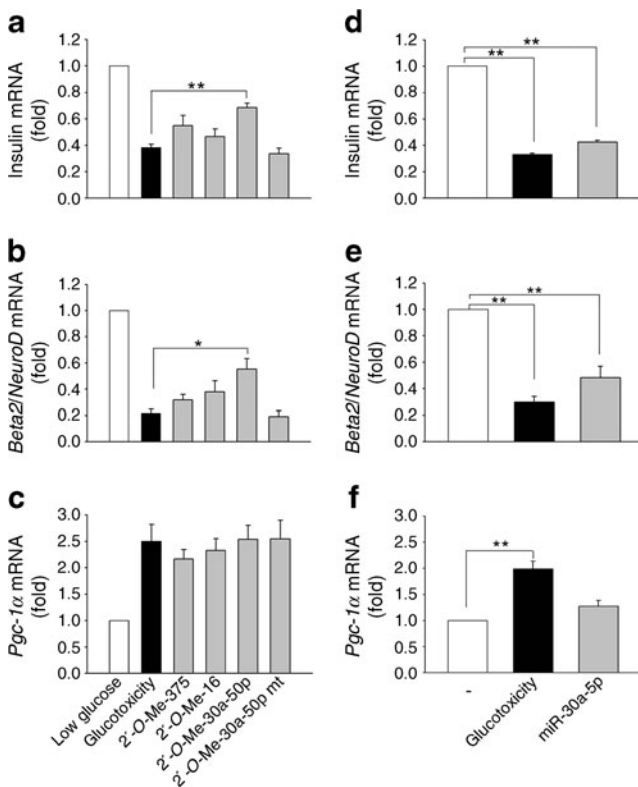 a
Insulin mRNA
(fold)
1.2
1.0
0.8
0.6
0.4
0.2
0.0
**
d
Insulin mRNA
(fold)
1.2
1.0
0.8
0.6
0.4
0.2
0.0
**
**
b
Beta2/NeuroD mRNA
(fold)
1.2
1.0
0.8
0.6
0.4
0.2
0.0
*
e
Beta2/NeuroD mRNA
(fold)
1.2
1.0
0.8
0.6
0.4
0.2
0.0
**
**
c
Pgc-1α mRNA
(fold)
3.0
2.5
2.0
1.5
1.0
0.5
0.0
Low glucose
Glucotoxicity
2'-O-Me-375
2'-O-Me-16
2'-O-Me-30a-50p
2'-O-Me-30a-50p mt
f
Pgc-1α mRNA
(fold)
3.0
2.5
2.0
1.5
1.0
0.5
0.0
**
-
Glucotoxicity
miR-30a-5p